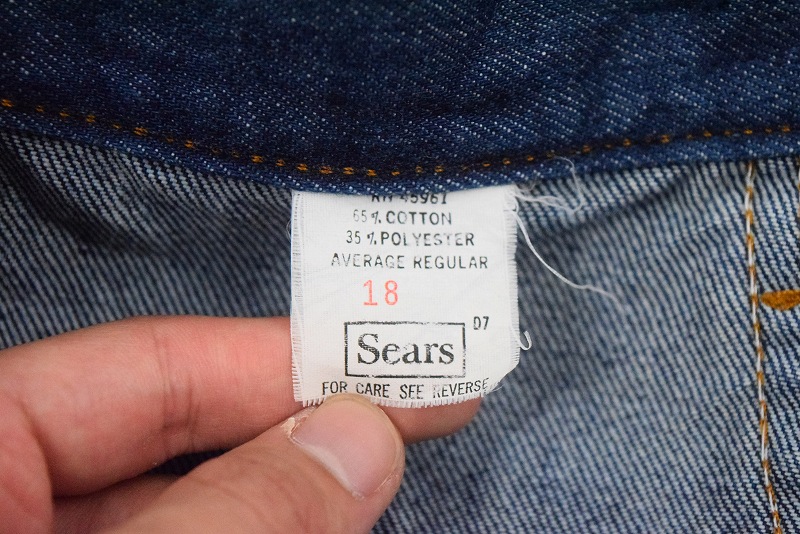 RN 45961
65% COTTON
35% POLYESTER
AVERAGE REGULAR
18
D7
Sears
FOR CARE SEE REVERSE